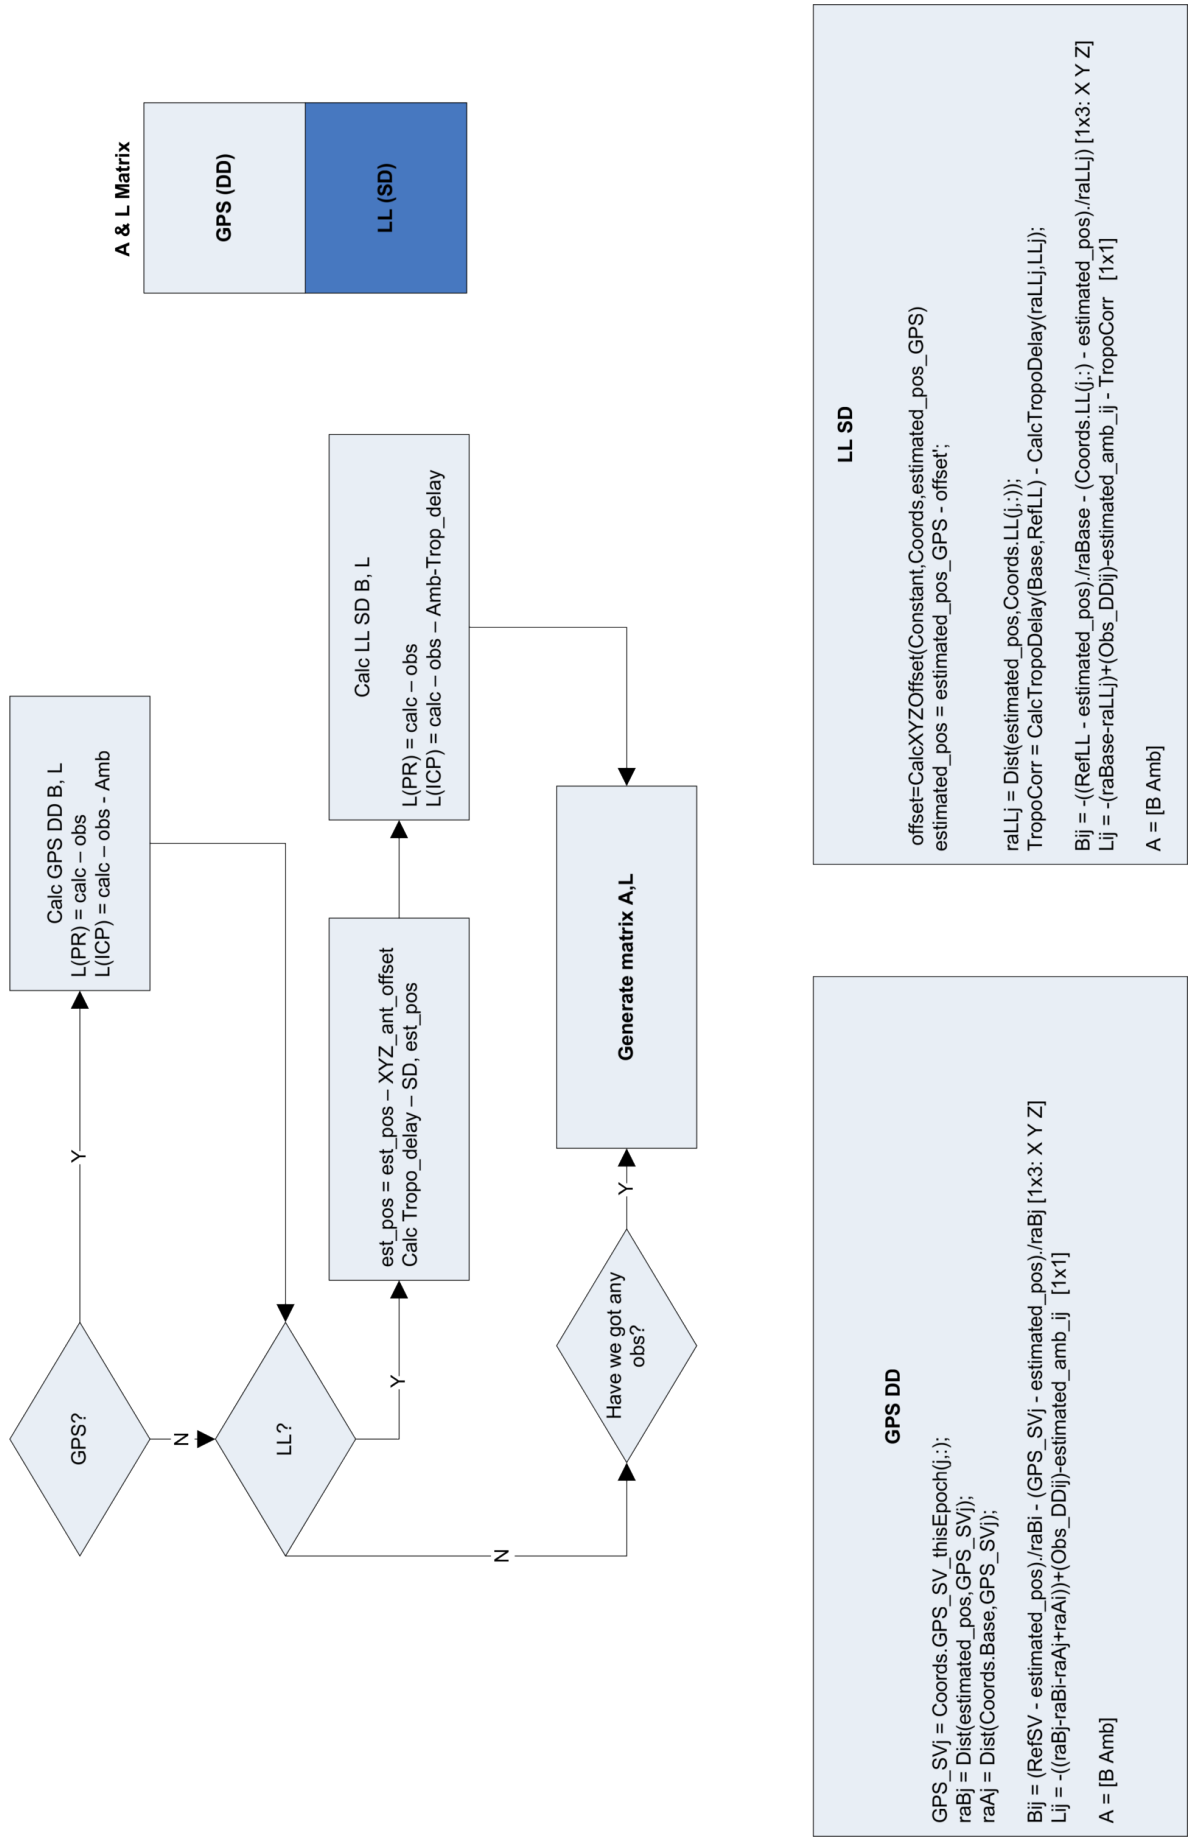 GPS?
Y
N
Calc GPS DD B, L
L(PR) = calc – obs
L(ICP) = calc – obs - Amb
LL?
Y
N
est_pos = est_pos – XYZ_ant_offset
Calc Tropo_delay – SD, est_pos
Calc LL SD B, L
L(PR) = calc – obs
L(ICP) = calc – obs – Amb-Trop_delay
Have we got any
obs?
Y
Generate matrix A,L
A & L Matrix
GPS (DD)
LL (SD)
GPS DD
GPS_SVj = Coords.GPS_SV_thisEpoch(j,:);
raBj = Dist(estimated_pos,GPS_SVj);
raAj = Dist(Coords.Base,GPS_SVj);
Bij = (RefSV - estimated_pos)./raBi - (GPS_SVj - estimated_pos)./raBj [1x3: X Y Z]
Lij = -((raBj-raBi-raAj+raAi))+(Obs_DDij)-estimated_amb_ij [1x1]
A = [B Amb]
LL SD
offset=CalcXYZOffset(Constant,Coords,estimated_pos_GPS)
estimated_pos = estimated_pos_GPS - offset';
raLLj = Dist(estimated_pos,Coords.LL(j,:));
TropoCorr = CalcTropoDelay(Base,RefLL) - CalcTropoDelay(raLLj,LLj);
Bij = -((RefLL - estimated_pos)./raBase - (Coords.LL(j,:) - estimated_pos)./raLLj) [1x3: X Y Z]
Lij = -(raBase-raLLj)+(Obs_DDij)-estimated_amb_ij - TropoCorr [1x1]
A = [B Amb]